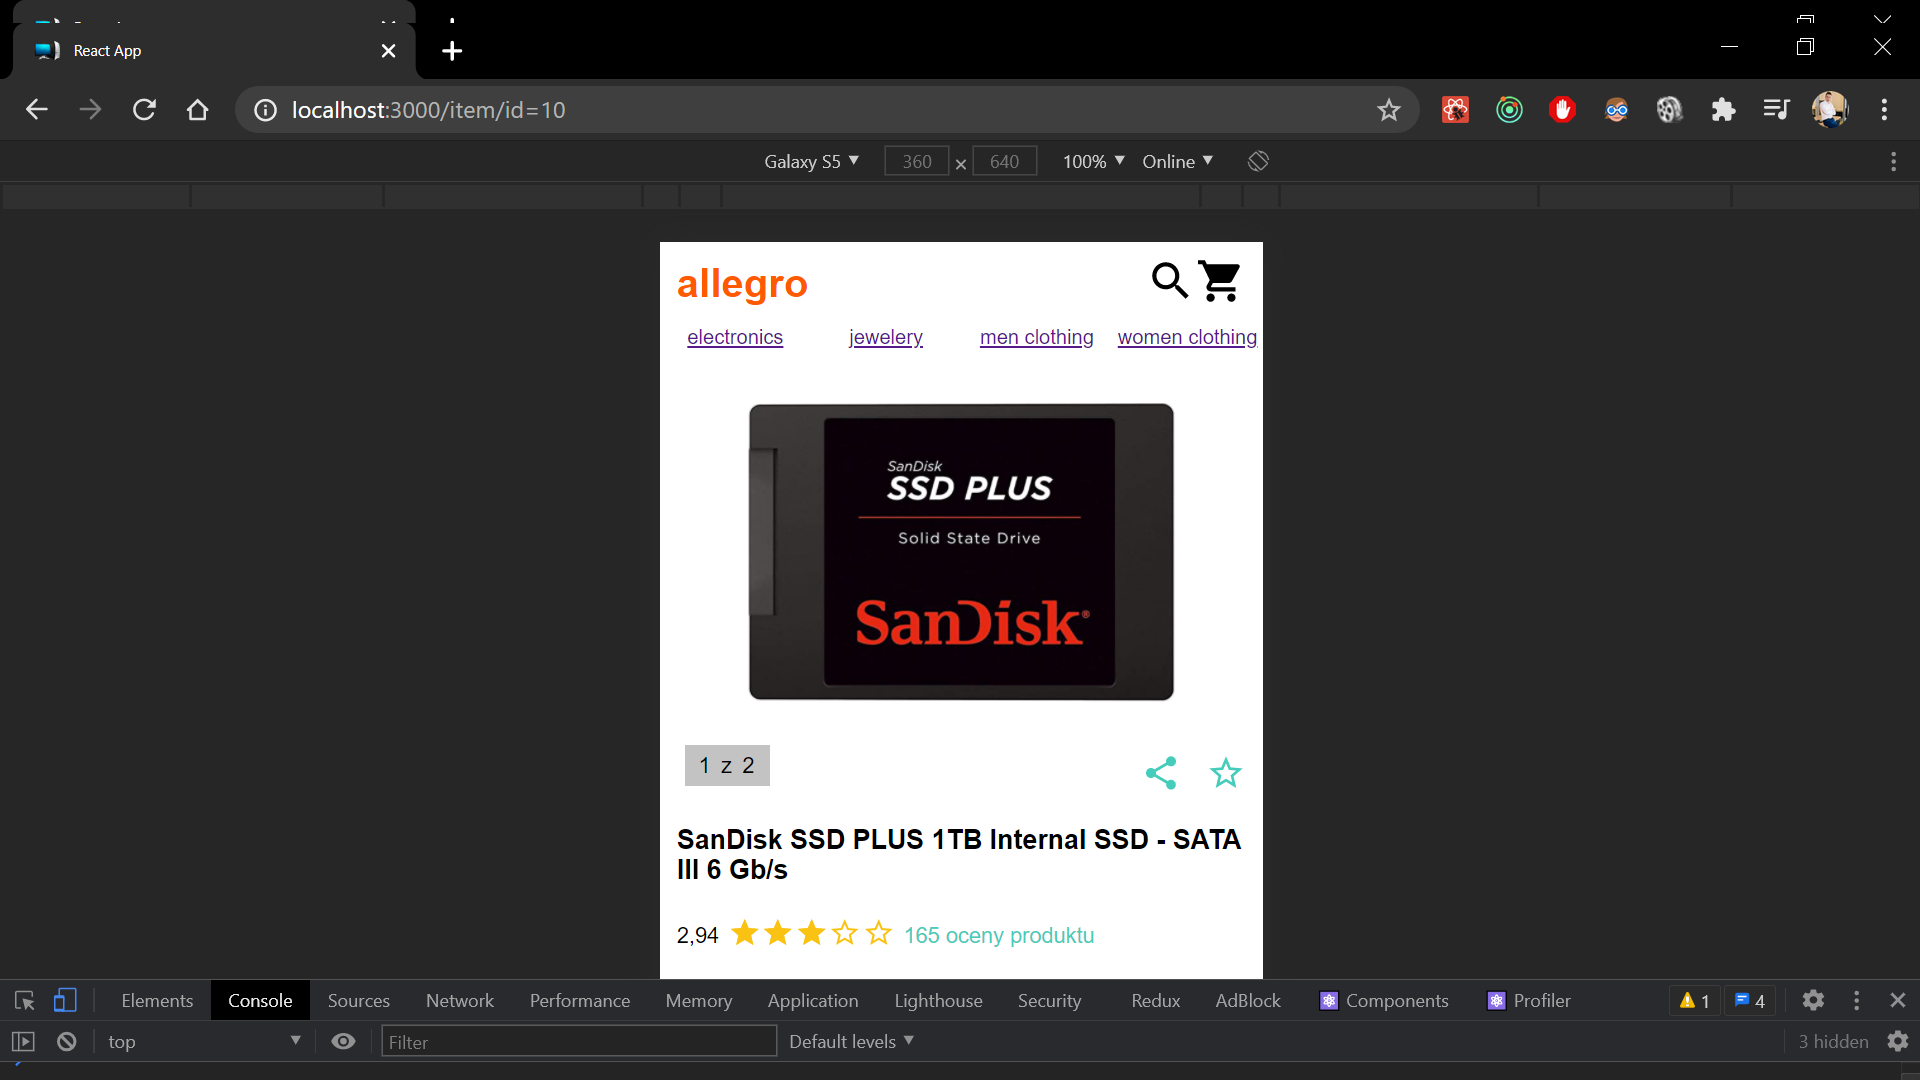 React App
localhost:3000/item/id=10
Galaxy S5 ▼ 360 × 640 100% ▼ Online ▼
allegro
electronics jewelery men clothing women clothing
SanDisk
SSD PLUS
Solid State Drive
SanDisk®
1 z 2
SanDisk SSD PLUS 1TB Internal SSD - SATA
III 6 Gb/s
2,94 165 oceny produktu
Elements Console Sources Network Performance Memory Application Lighthouse Security Redux AdBlock Components Profiler 1 4
top ▼ Filter Default levels ▼ 3 hidden